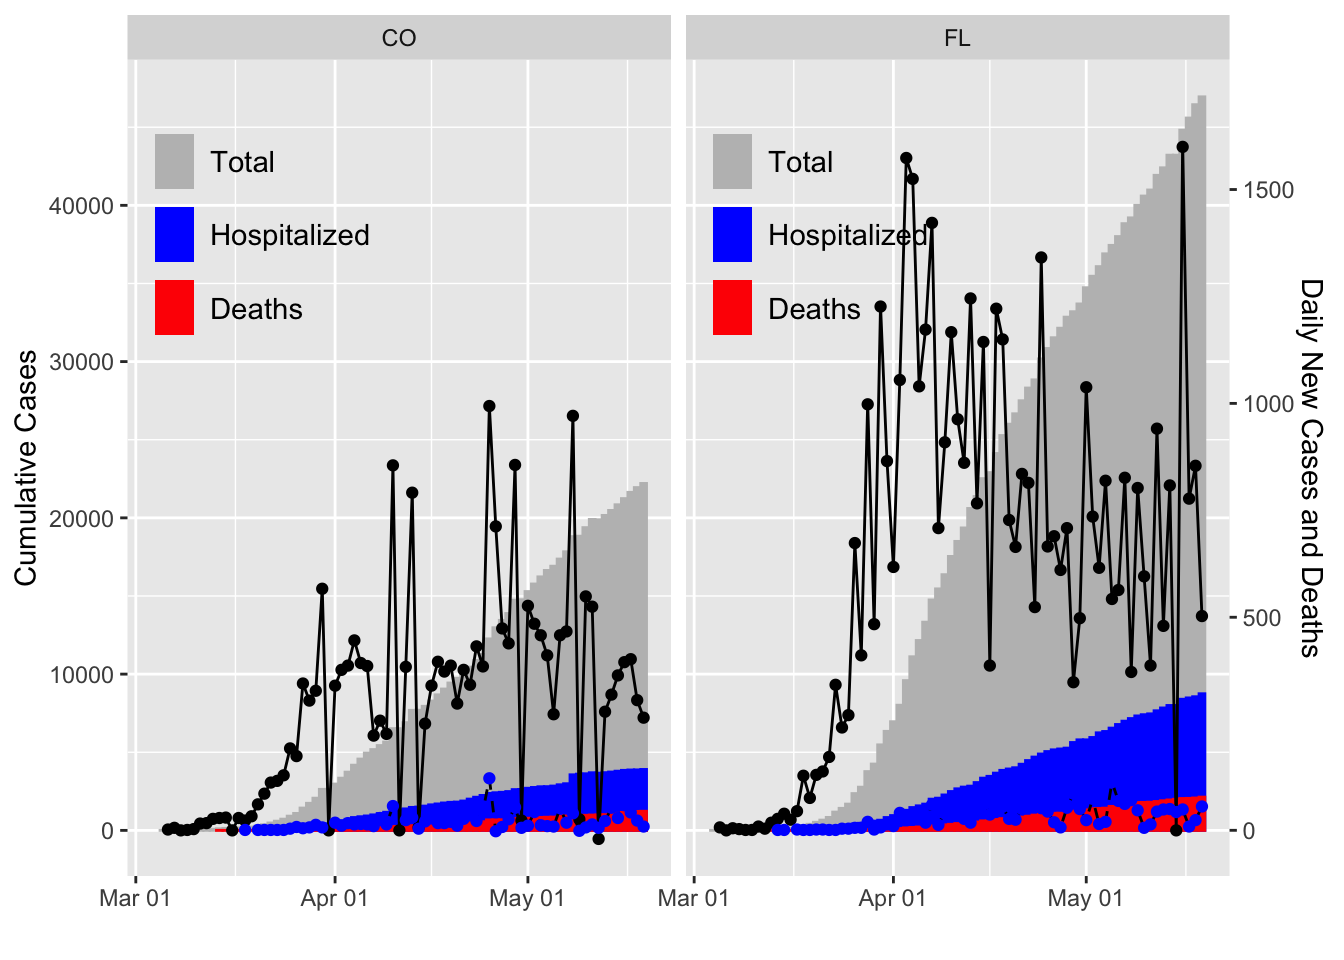 CO
FL
Total
Hospitalized
Deaths
Total
Hospitalized
Deaths
Cumulative Cases
40000
30000
20000
10000
0
1500
1000
500
0
Daily New Cases and Deaths
Mar 01
Apr 01
May 01
Mar 01
Apr 01
May 01